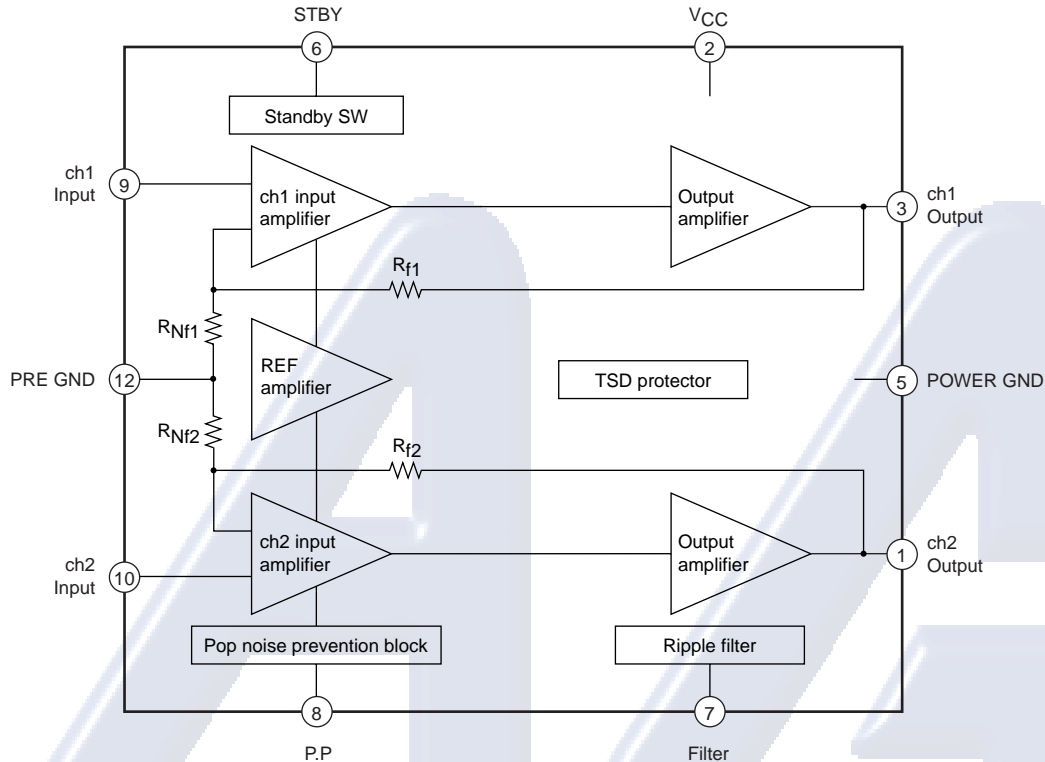 STBY
VCC
6
2
Standby SW
ch1
Input
9
ch1 input
amplifier
Output
amplifier
3
ch1
Output
Rf1
RNf1
PRE GND
12
REF
amplifier
TSD protector
5
POWER GND
RNf2
Rf2
ch2
Input
10
ch2 input
amplifier
Output
amplifier
1
ch2
Output
Pop noise prevention block
Ripple filter
8
7
P.P
Filter